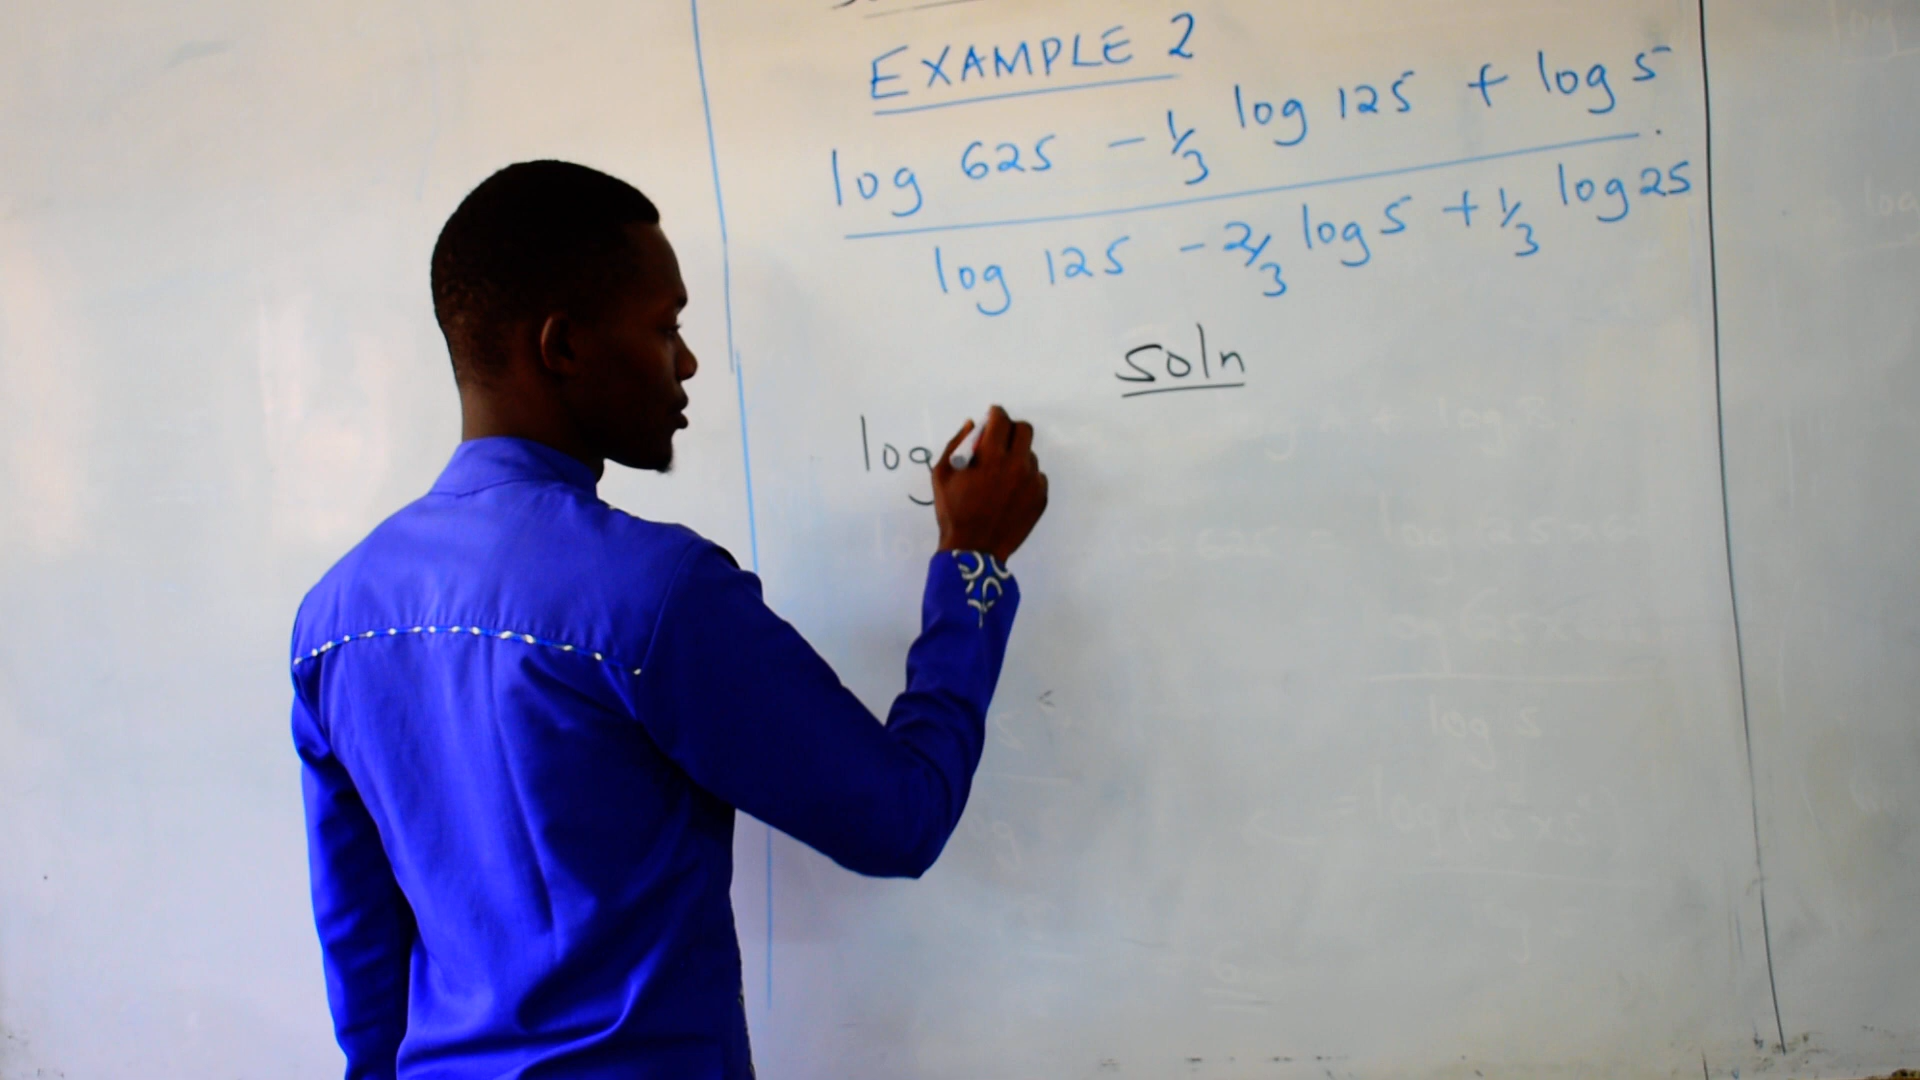 EXAMPLE 2
log 625 - 1/3 log 125 + log 5
log 125 - 2/3 log 5 + 1/3 log 25
soln
log